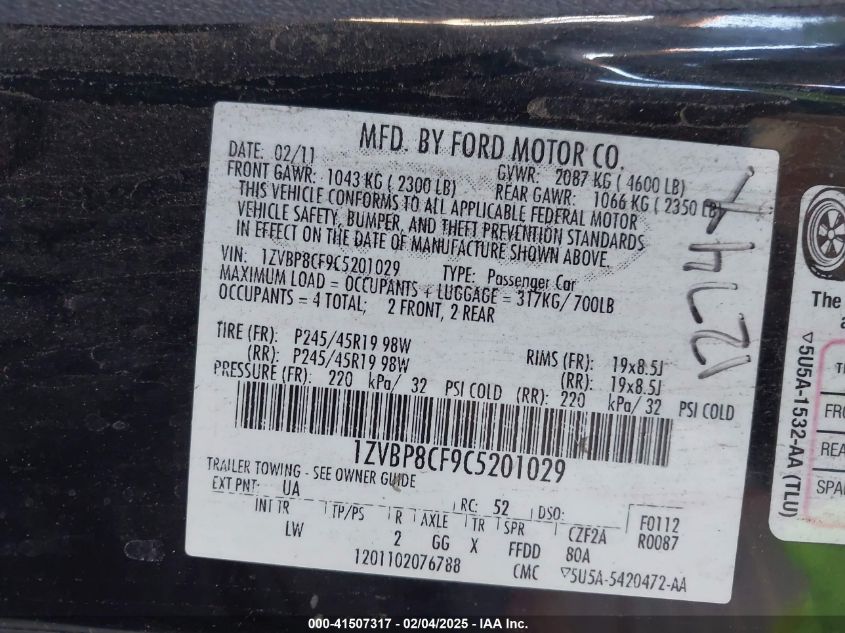 MFD. BY FORD MOTOR CO.
DATE: 02/11 GVWR: 2087 KG ( 4600 LB)
FRONT GAWR: 1043 KG ( 2300 LB) REAR GAWR: 1066 KG ( 2350 LB)
THIS VEHICLE CONFORMS TO ALL APPLICABLE FEDERAL MOTOR
VEHICLE SAFETY, BUMPER, AND THEFT PREVENTION STANDARDS
IN EFFECT ON THE DATE OF MANUFACTURE SHOWN ABOVE.
VIN: 1ZVBP8CF9C5201029 TYPE: Passenger Car
MAXIMUM LOAD = OCCUPANTS + LUGGAGE = 317KG/700LB
OCCUPANTS = 4 TOTAL; 2 FRONT, 2 REAR
TIRE (FR): P245/45R19 98W RIMS (FR): 19x8.5J
(RR): P245/45R19 98W (RR): 19x8.5J
PRESSURE (FR): 220 kPa/ 32 PSI COLD (RR): 220 kPa/ 32 PSI COLD
1ZVBP8CF9C5201029
TRAILER TOWING - SEE OWNER GUIDE
EXT PNT: UA RC: 52 DSO: F0112
INT TR TP/PS R AXLE TR SPR CZF2A R0087
LW 2 GG X FFDD 80A
1201102076788 CMC ▽5U5A-5420472-AA
The
▽5U5A-1532-AA (TLU)
REA
SPA
000-41507317 - 02/04/2025 - IAA Inc.